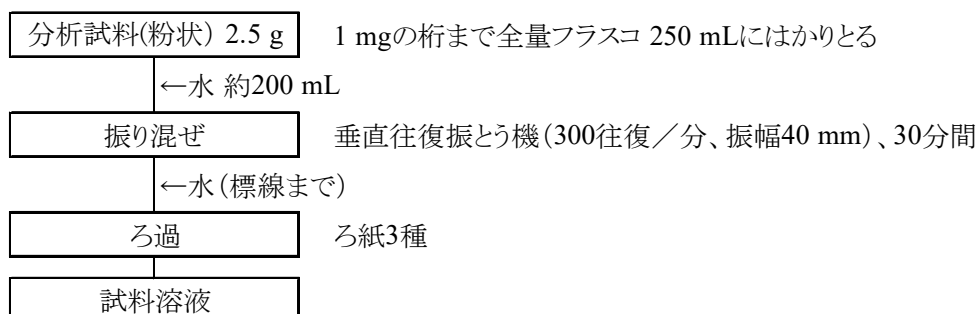 分析試料(粉状) 2.5 g 1 mgの桁まで全量フラスコ 250 mLにはかりとる
←水 約200 mL
振り混ぜ 垂直往復振とう機(300往復／分、振幅40 mm)、30分間
←水(標線まで)
ろ過 ろ紙3種
試料溶液